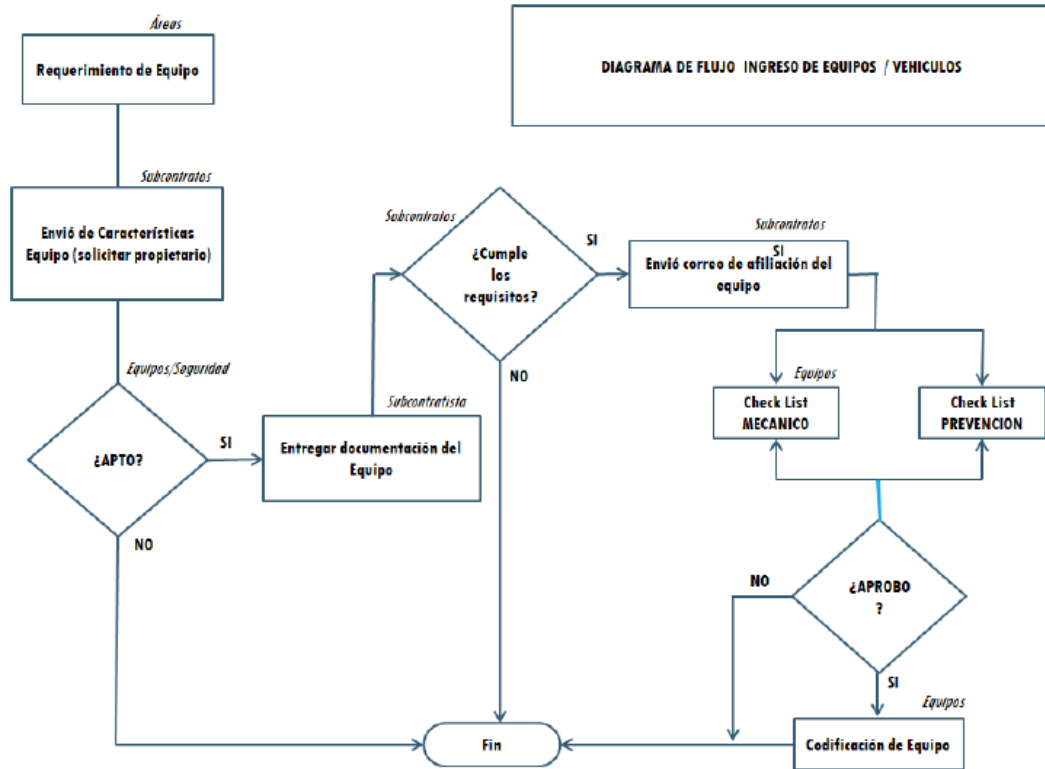 Áreas
Requerimiento de Equipo
DIAGRAMA DE FLUJO INGRESO DE EQUIPOS / VEHICULOS
Subcontratos
Envió de Características
Equipo (solicitar propietario)
Equipos/Seguridad
¿APTO?
SI
NO
Subcontratista
Entregar documentación del
Equipo
Subcontratos
¿Cumple
los
requisitos?
SI
NO
Subcontratos
SI
Envió correo de afiliación del
equipo
Equipos
Check List
MECANICO
Check List
PREVENCION
¿APROBO
?
NO
SI
Equipos
Codificación de Equipo
Fin